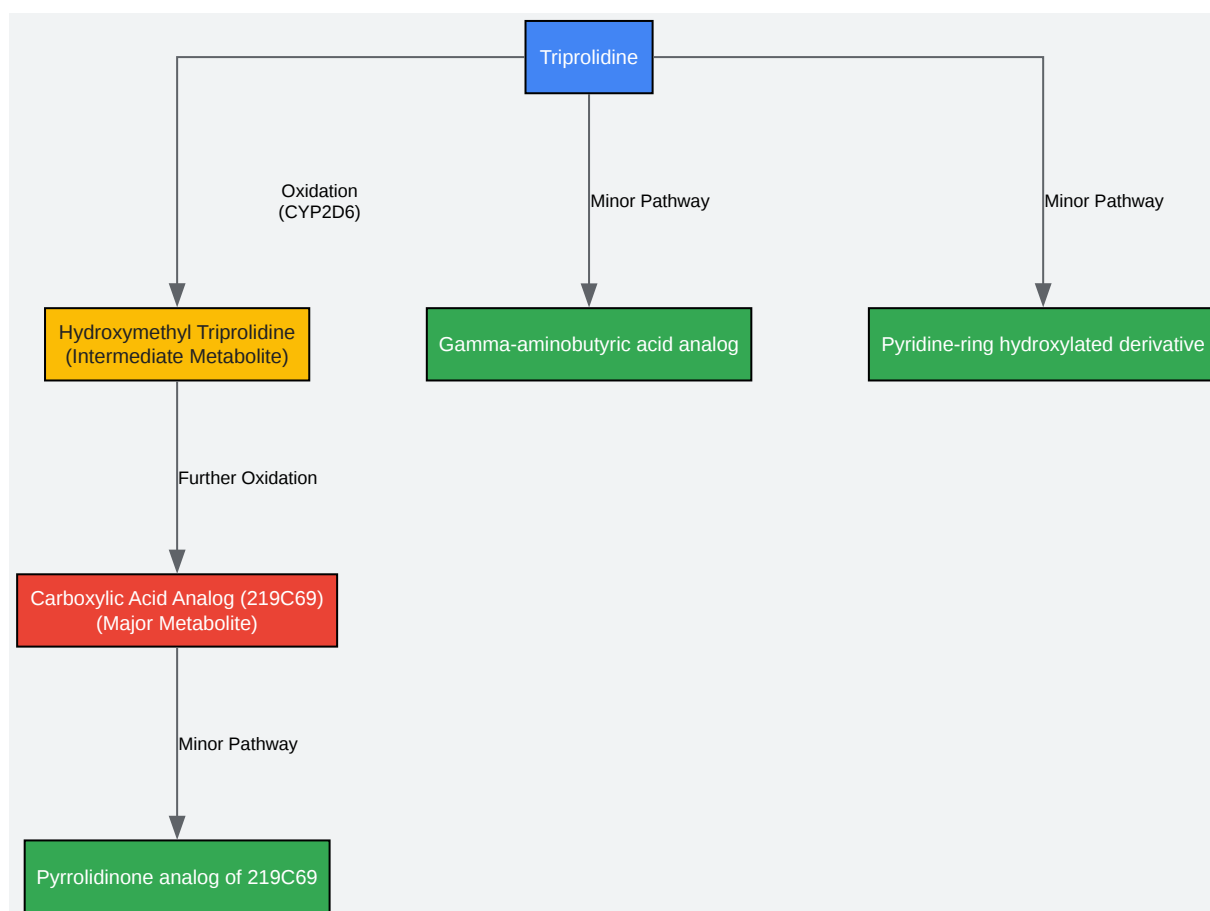 Triprolidine
Oxidation
(CYP2D6)
Minor Pathway
Minor Pathway
Hydroxymethyl Triprolidine
(Intermediate Metabolite)
Gamma-aminobutyric acid analog
Pyridine-ring hydroxylated derivative
Further Oxidation
Carboxylic Acid Analog (219C69)
(Major Metabolite)
Minor Pathway
Pyrrolidinone analog of 219C69